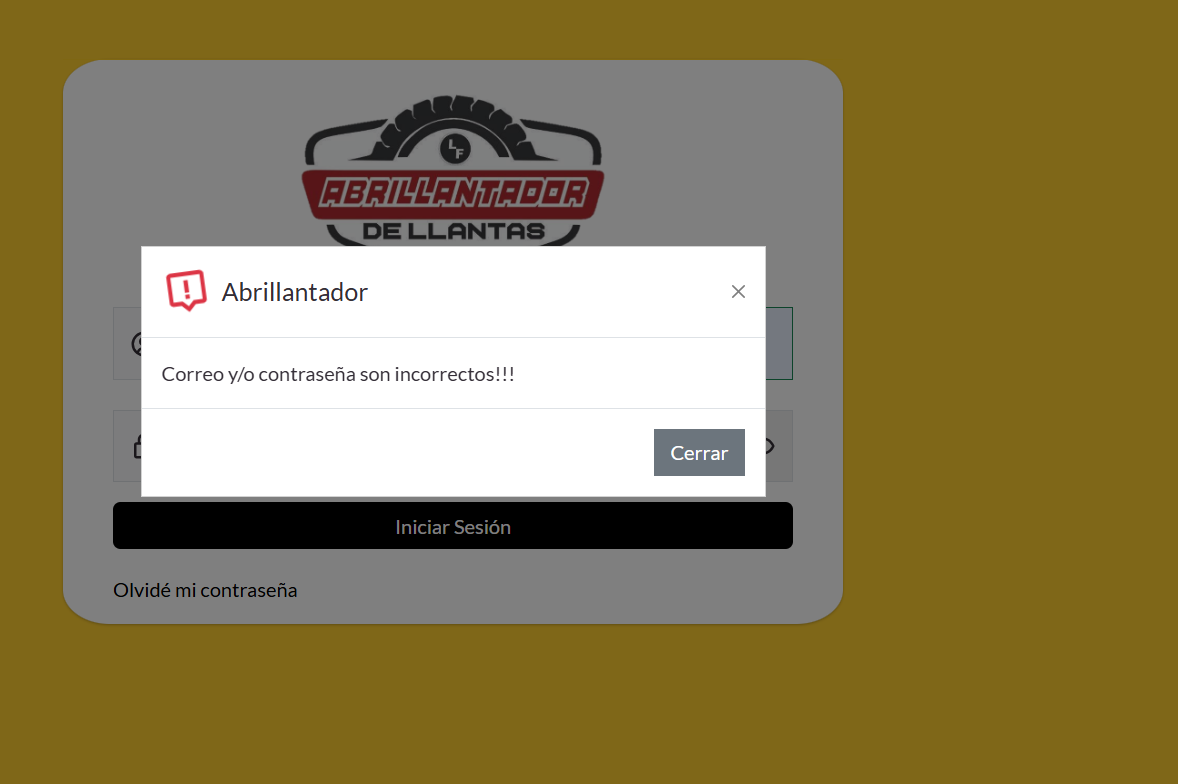 LF
ABRILLANTADOR
DE LLANTAS
Abrillantador
Correo y/o contraseña son incorrectos!!!
Cerrar
Iniciar Sesión
Olvidé mi contraseña